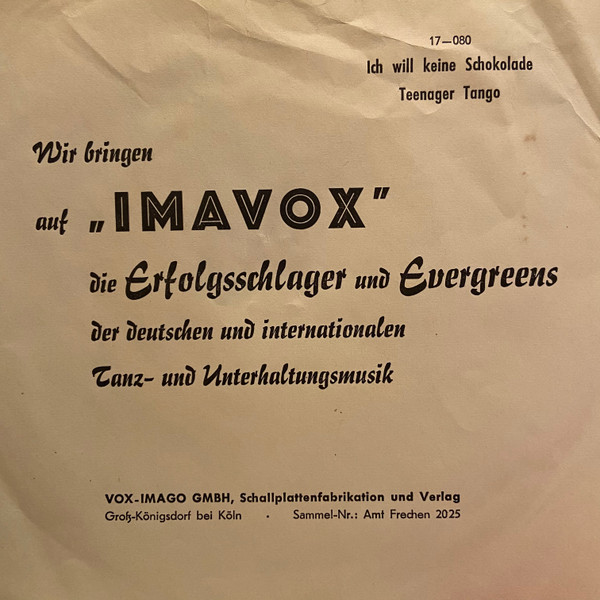 17—080
Ich will keine Schokolade
Teenager Tango
Wir bringen
auf „IMAVOX”
die Erfolgsschlager und Evergreens
der deutschen und internationalen
Tanz- und Unterhaltungsmusik
VOX-IMAGO GMBH, Schallplattenfabrikation und Verlag
Groß-Königsdorf bei Köln · Sammel-Nr.: Amt Frechen 2025